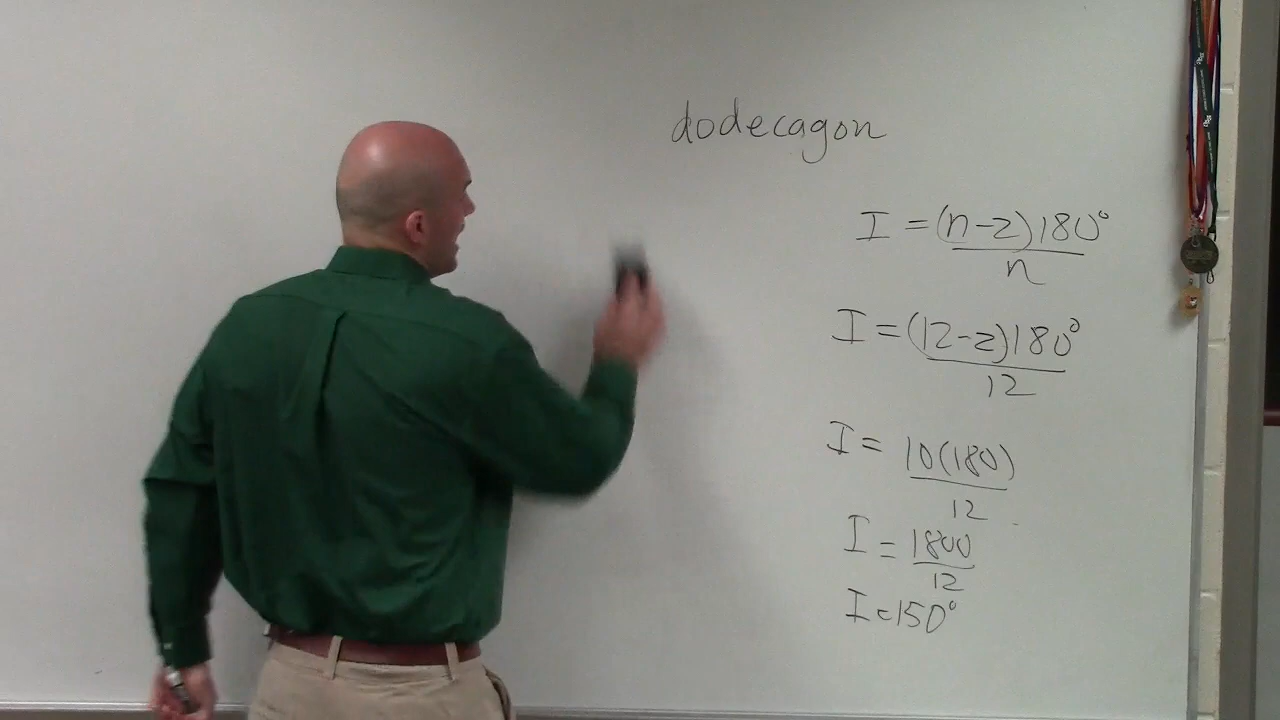 dodecagon
I = (n-2)180°
n
I = (12-2)180°
12
I = 10(180)
12
I = 1800
12
I = 150°